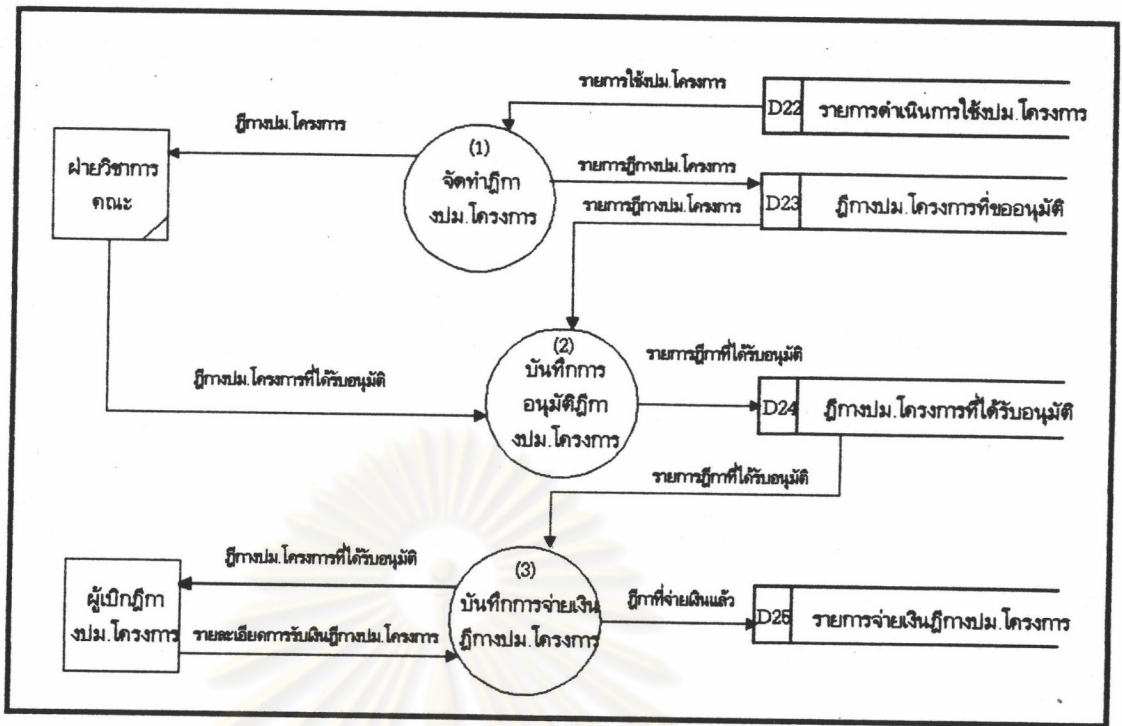 รายการใช้งปม.โครงการ
D22 รายการดำเนินการใช้งปม.โครงการ
ฎีกางปม.โครงการ
ฝ่ายวิชาการ
คณะ
(1)
จัดทำฎีกา
งปม.โครงการ
รายการฎีกางปม.โครงการ
D23 ฎีกางปม.โครงการที่ขออนุมัติ
รายการฎีกางปม.โครงการ
(2)
บันทึกการ
อนุมัติฎีกา
งปม.โครงการ
ฎีกางปม.โครงการที่ได้รับอนุมัติ
รายการฎีกาที่ได้รับอนุมัติ
D24 ฎีกางปม.โครงการที่ได้รับอนุมัติ
รายการฎีกาที่ได้รับอนุมัติ
ฎีกางปม.โครงการที่ได้รับอนุมัติ
ผู้เบิกฎีกา
งปม.โครงการ
รายละเอียดการรับเงินฎีกางปม.โครงการ
(3)
บันทึกการจ่ายเงิน
ฎีกางปม.โครงการ
ฎีกาที่จ่ายเงินแล้ว
D25 รายการจ่ายเงินฎีกางปม.โครงการ